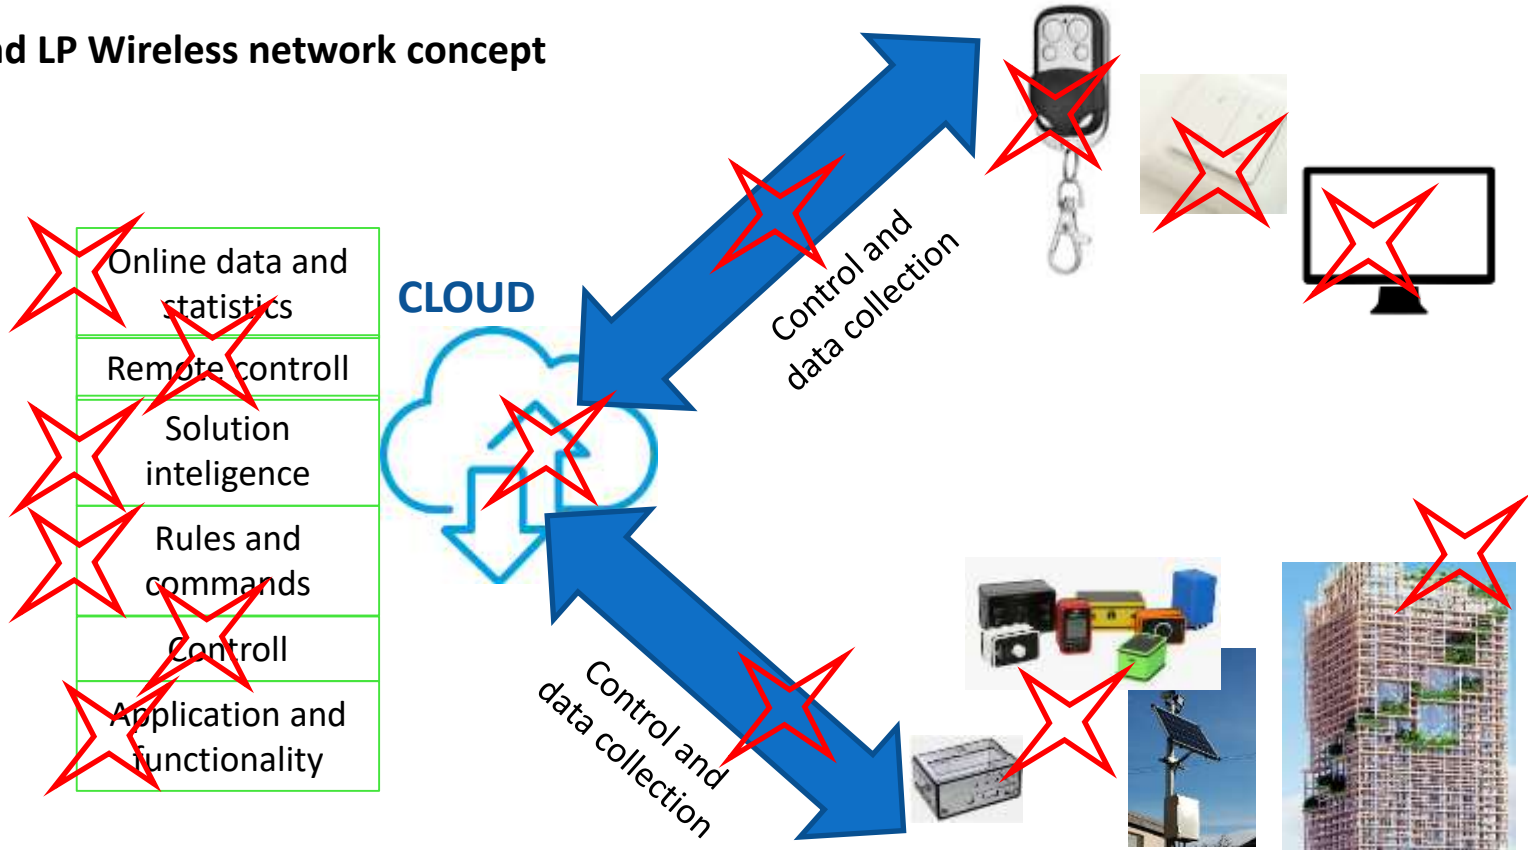 d LP Wireless network concept
Online data and
statistics
Remote controll
Solution
inteligence
Rules and
commands
Controll
Application and
functionality
CLOUD
Control and
data collection
Control and
data collection